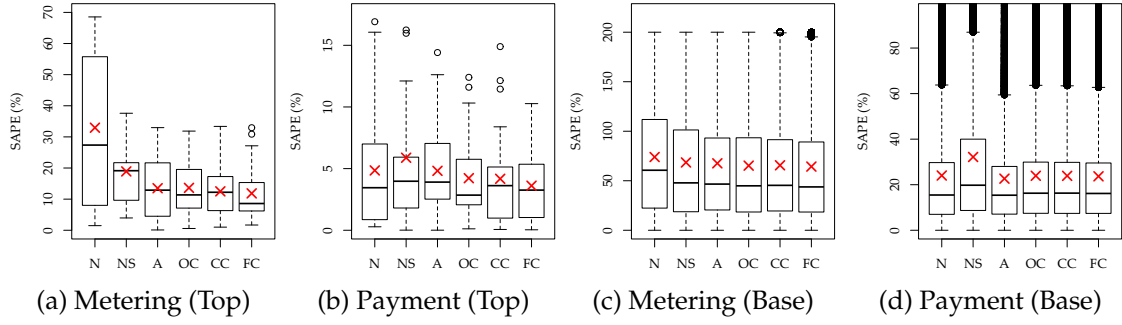 SAPE (%)
0 10 20 30 40 50 60 70
N NS A OC CC FC
(a) Metering (Top)
SAPE (%)
0 5 10 15
N NS A OC CC FC
(b) Payment (Top)
SAPE (%)
0 50 100 150 200
N NS A OC CC FC
(c) Metering (Base)
SAPE (%)
0 20 40 60 80
N NS A OC CC FC
(d) Payment (Base)